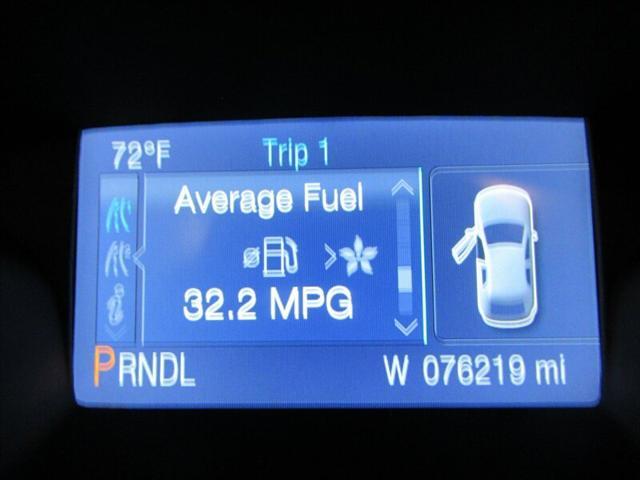 72°F Trip 1
Average Fuel
32.2 MPG
PRNDL W 076219 mi